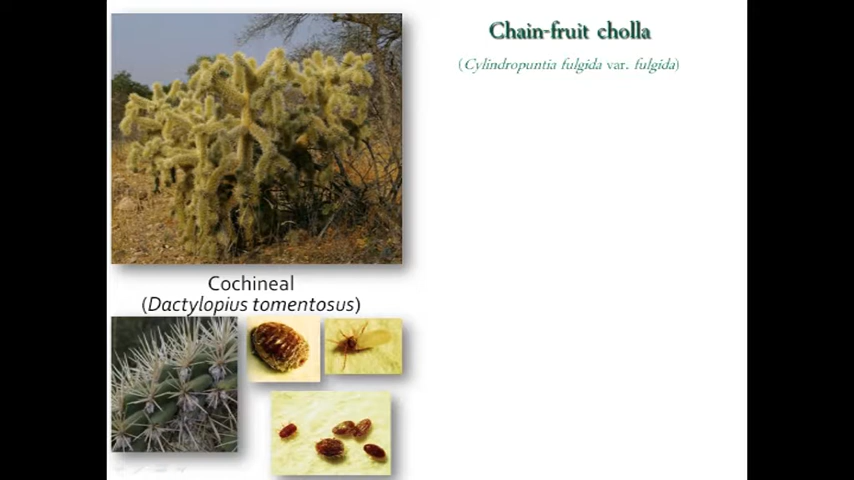 Chain-fruit cholla
(Cylindropuntia fulgida var. fulgida)
Cochineal
(Dactylopius tomentosus)